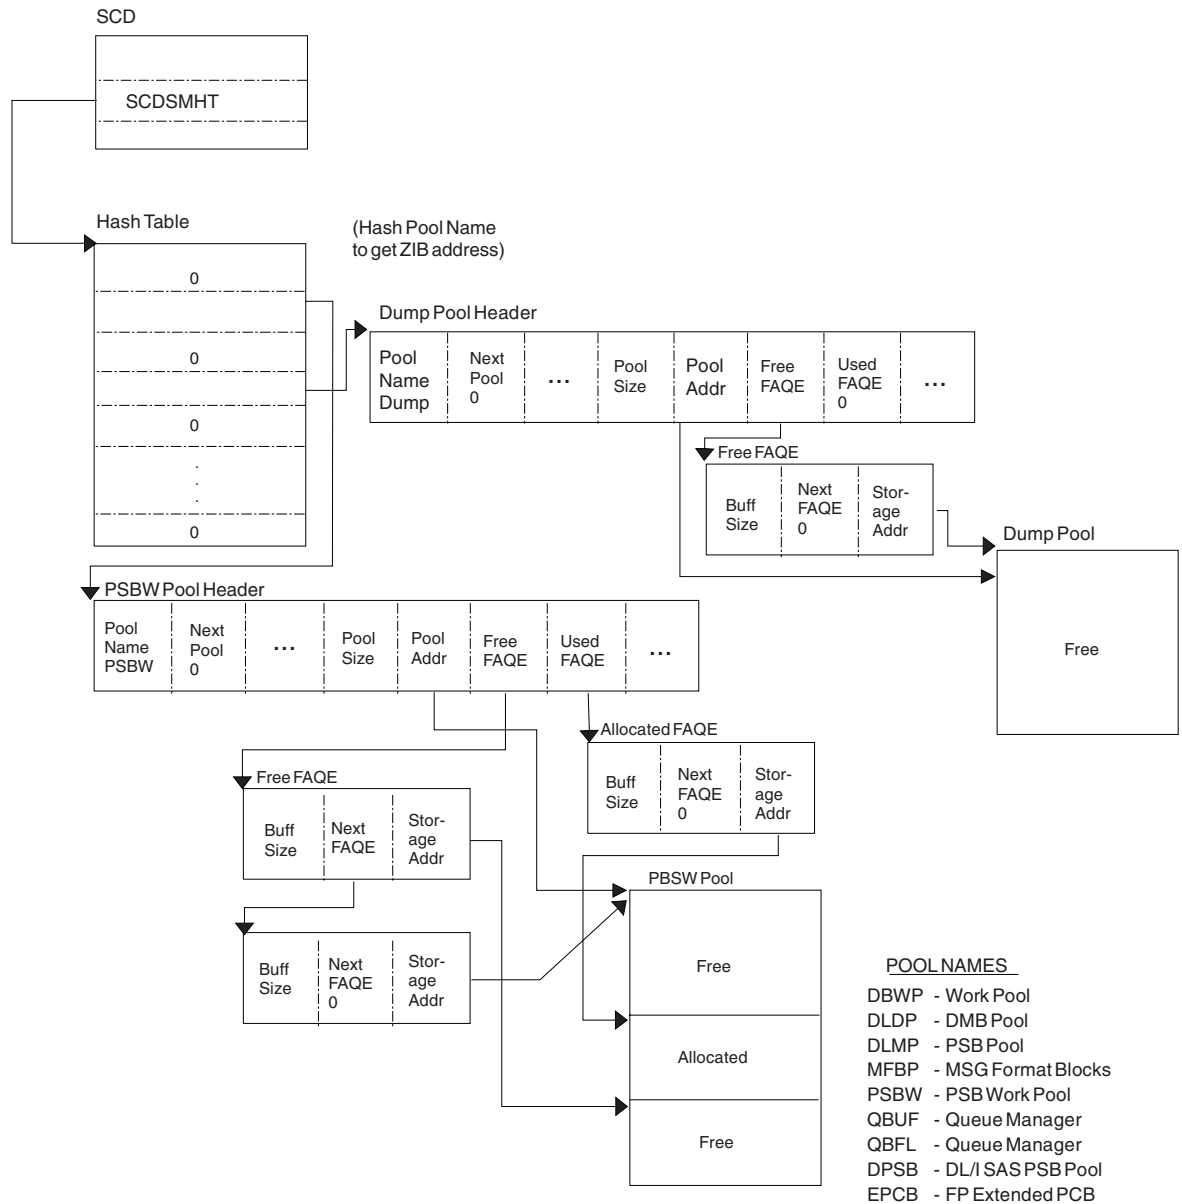 SCD
SCDSMHT
Hash Table
(Hash Pool Name
to get ZIB address)
0
0
0
.
.
.
0
Dump Pool Header
Pool
Name
Dump
Next
Pool
0
...
Pool
Size
Pool
Addr
Free
FAQE
Used
FAQE
0
...
Free FAQE
Buff
Size
Next
FAQE
0
Stor-
age
Addr
Dump Pool
Free
PSBW Pool Header
Pool
Name
PSBW
Next
Pool
0
...
Pool
Size
Pool
Addr
Free
FAQE
Used
FAQE
...
Allocated FAQE
Buff
Size
Next
FAQE
0
Stor-
age
Addr
Free FAQE
Buff
Size
Next
FAQE
Stor-
age
Addr
Buff
Size
Next
FAQE
0
Stor-
age
Addr
PBSW Pool
Free
Allocated
Free
POOL NAMES
DBWP - Work Pool
DLDP - DMB Pool
DLMP - PSB Pool
MFBP - MSG Format Blocks
PSBW - PSB Work Pool
QBUF - Queue Manager
QBFL - Queue Manager
DPSB - DL/I SAS PSB Pool
EPCB - FP Extended PCB